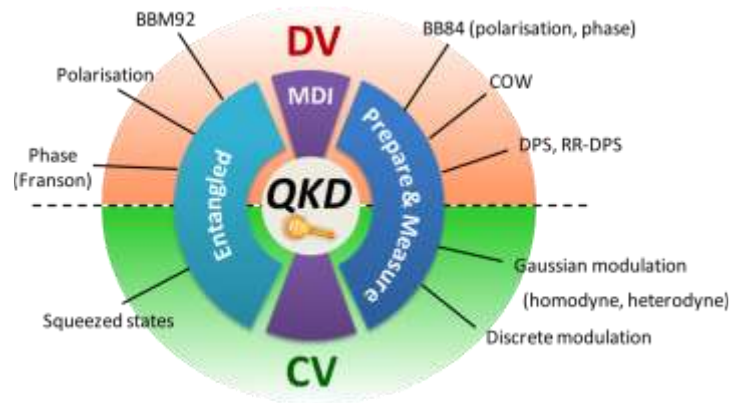 BBM92
DV
BB84 (polarisation, phase)
Polarisation
MDI
COW
Phase
(Franson)
Entangled
QKD
Prepare & Measure
DPS, RR-DPS
Gaussian modulation
(homodyne, heterodyne)
Squeezed states
Discrete modulation
CV